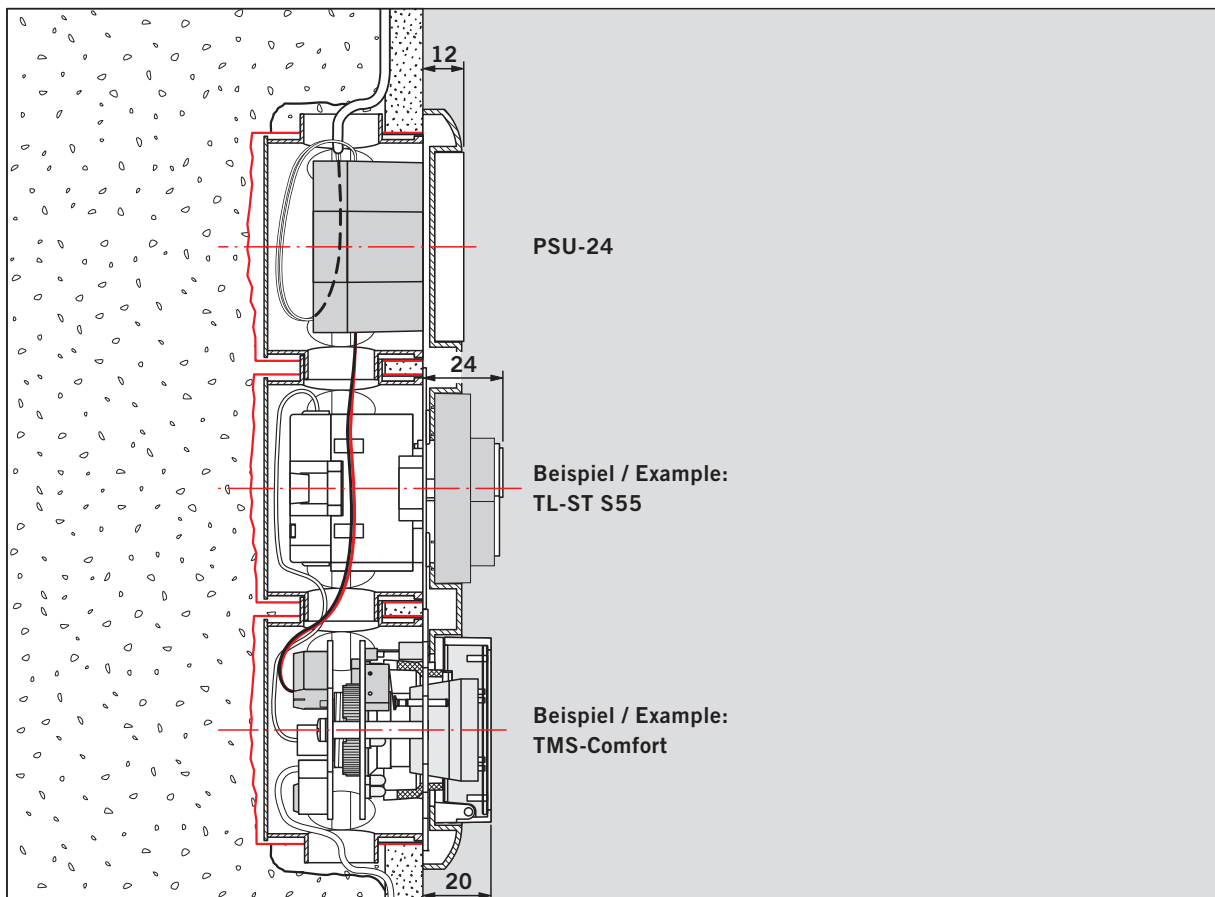 12
PSU-24
24
Beispiel / Example:
TL-ST S55
Beispiel / Example:
TMS-Comfort
20